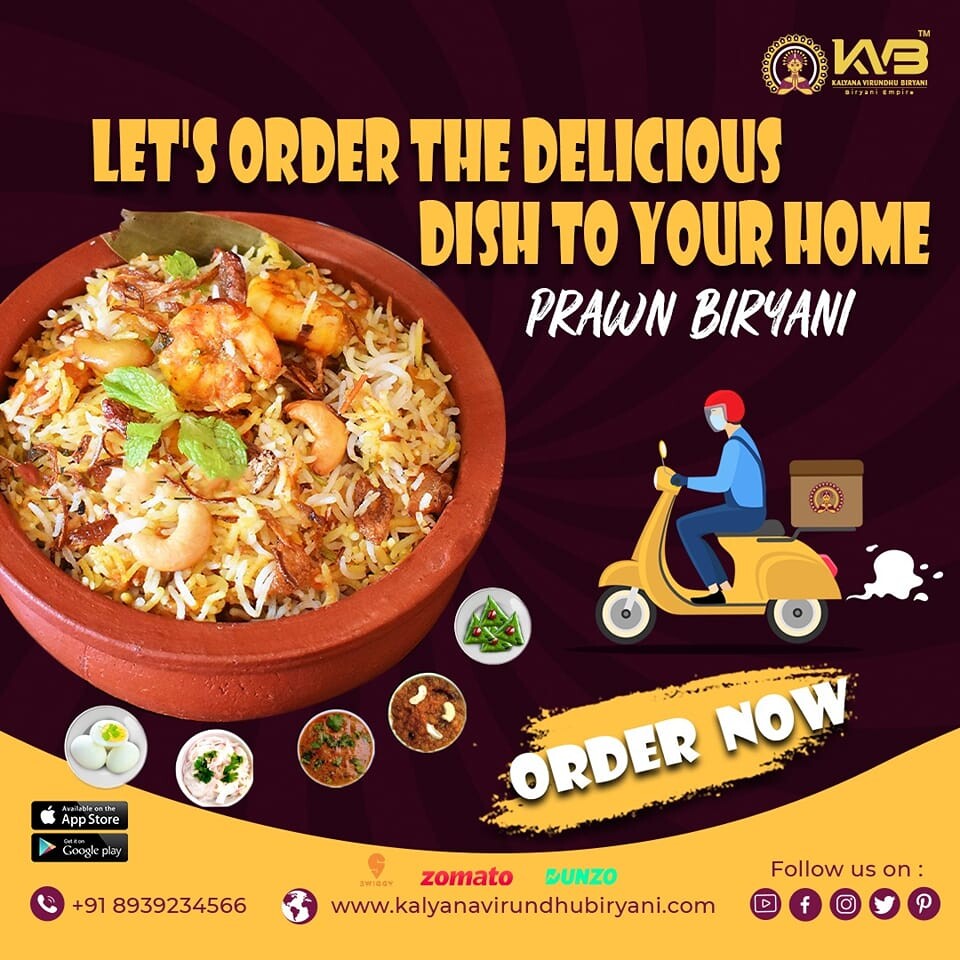 KVB™
KALYANA VIRUNDHU BIRYANI
Biryani Empire
LET'S ORDER THE DELICIOUS
DISH TO YOUR HOME
PRAWN BIRYANI
ORDER NOW
Available on the
App Store
Get it on
Google play
SWIGGY zomato DUNZO
Follow us on :
+91 8939234566 www.kalyanavirundhubiryani.com